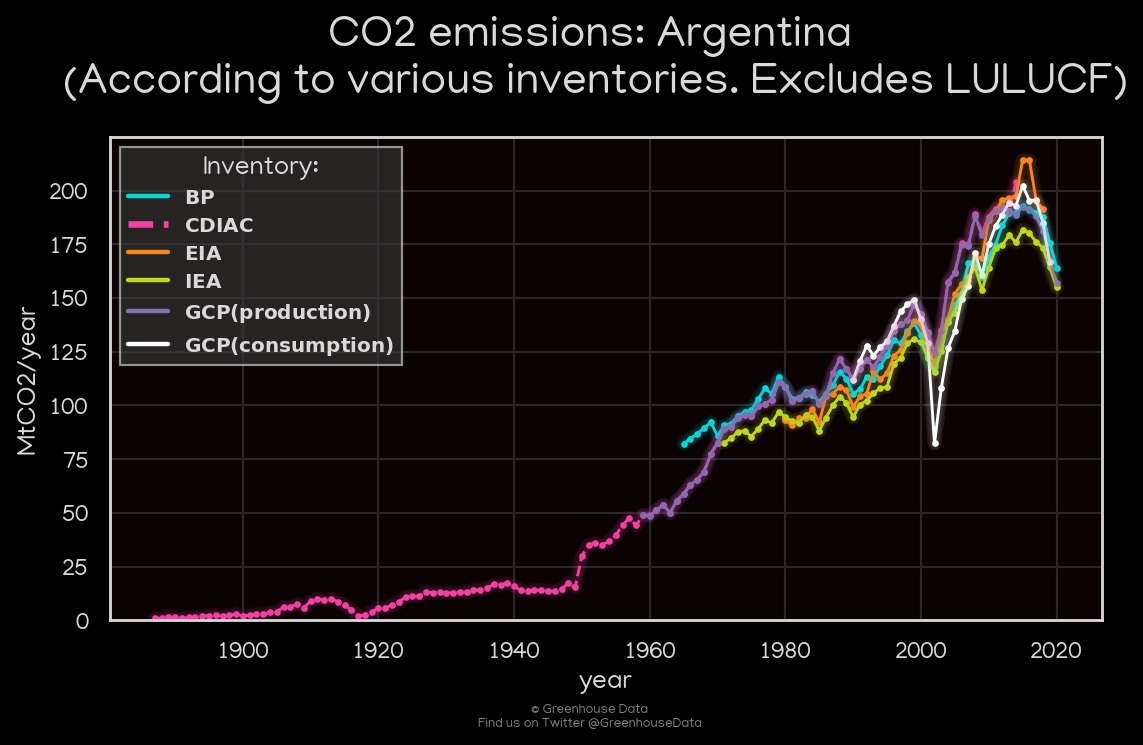 CO2 emissions: Argentina
(According to various inventories. Excludes LULUCF)
Inventory:
BP
CDIAC
EIA
IEA
GCP(production)
GCP(consumption)
MtCO2/year
200
175
150
125
100
75
50
25
0
1900 1920 1940 1960 1980 2000 2020
year
© Greenhouse Data
Find us on Twitter @GreenhouseData